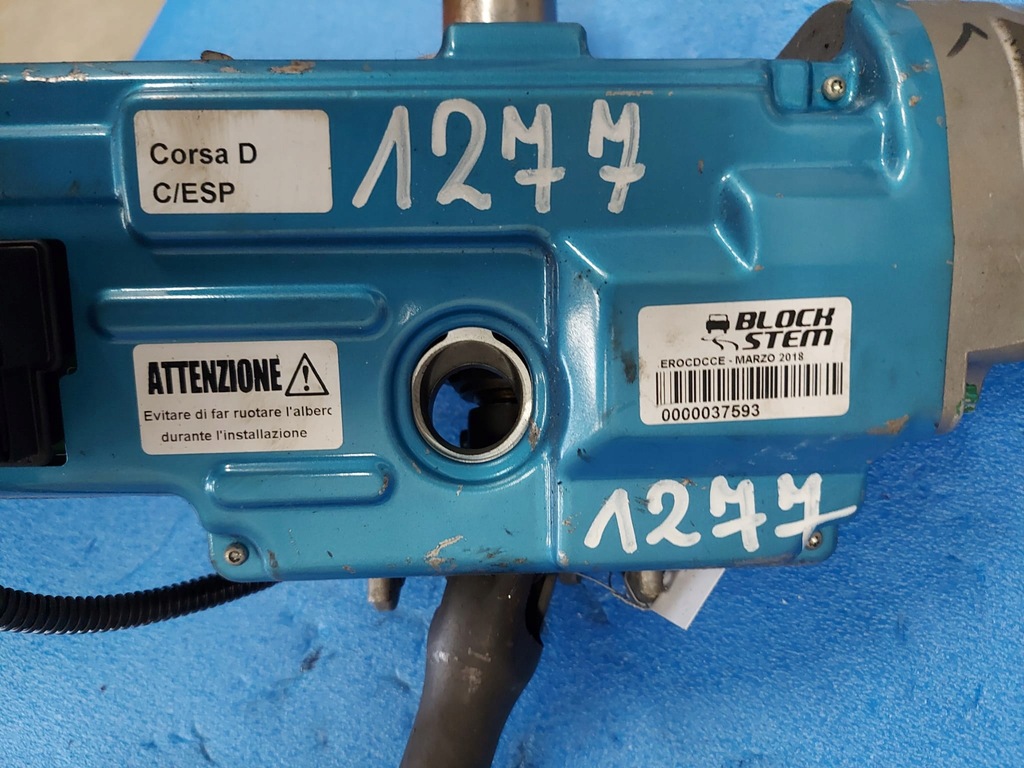 Corsa D
C/ESP
1277
BLOCK
STEM
EROCDCCE - MARZO 2018
0000037593
ATTENZIONE
Evitare di far ruotare l'albero
durante l'installazione
1277